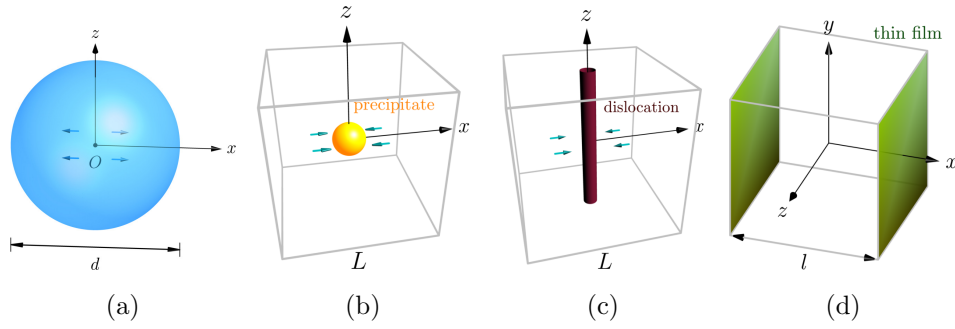 z
x
O
d
(a)
z
precipitate
x
L
(b)
z
dislocation
x
L
(c)
y
thin film
x
z
l
(d)